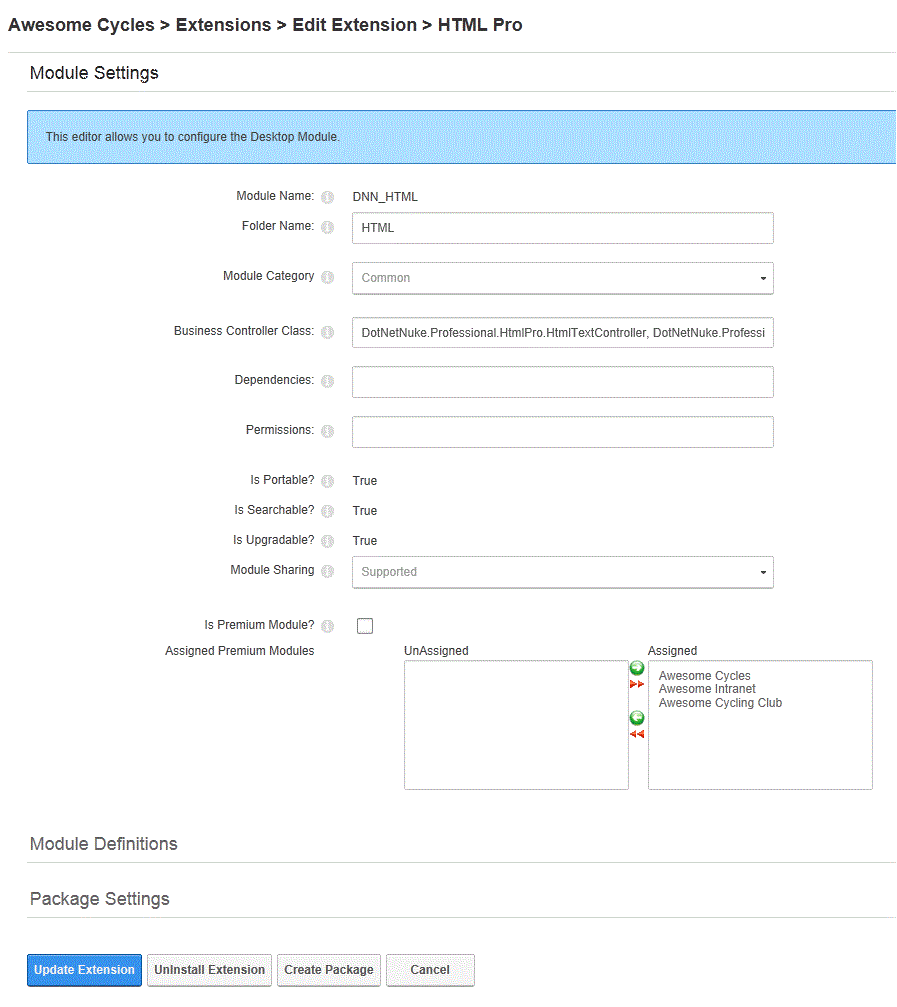 Awesome Cycles > Extensions > Edit Extension > HTML Pro
Module Settings
This editor allows you to configure the Desktop Module.
Module Name: DNN_HTML
Folder Name: HTML
Module Category Common
Business Controller Class: DotNetNuke.Professional.HtmlPro.HtmlTextController, DotNetNuke.Professi
Dependencies:
Permissions:
Is Portable? True
Is Searchable? True
Is Upgradable? True
Module Sharing Supported
Is Premium Module?
Assigned Premium Modules UnAssigned Assigned
Awesome Cycles
Awesome Intranet
Awesome Cycling Club
Module Definitions
Package Settings
Update Extension UnInstall Extension Create Package Cancel